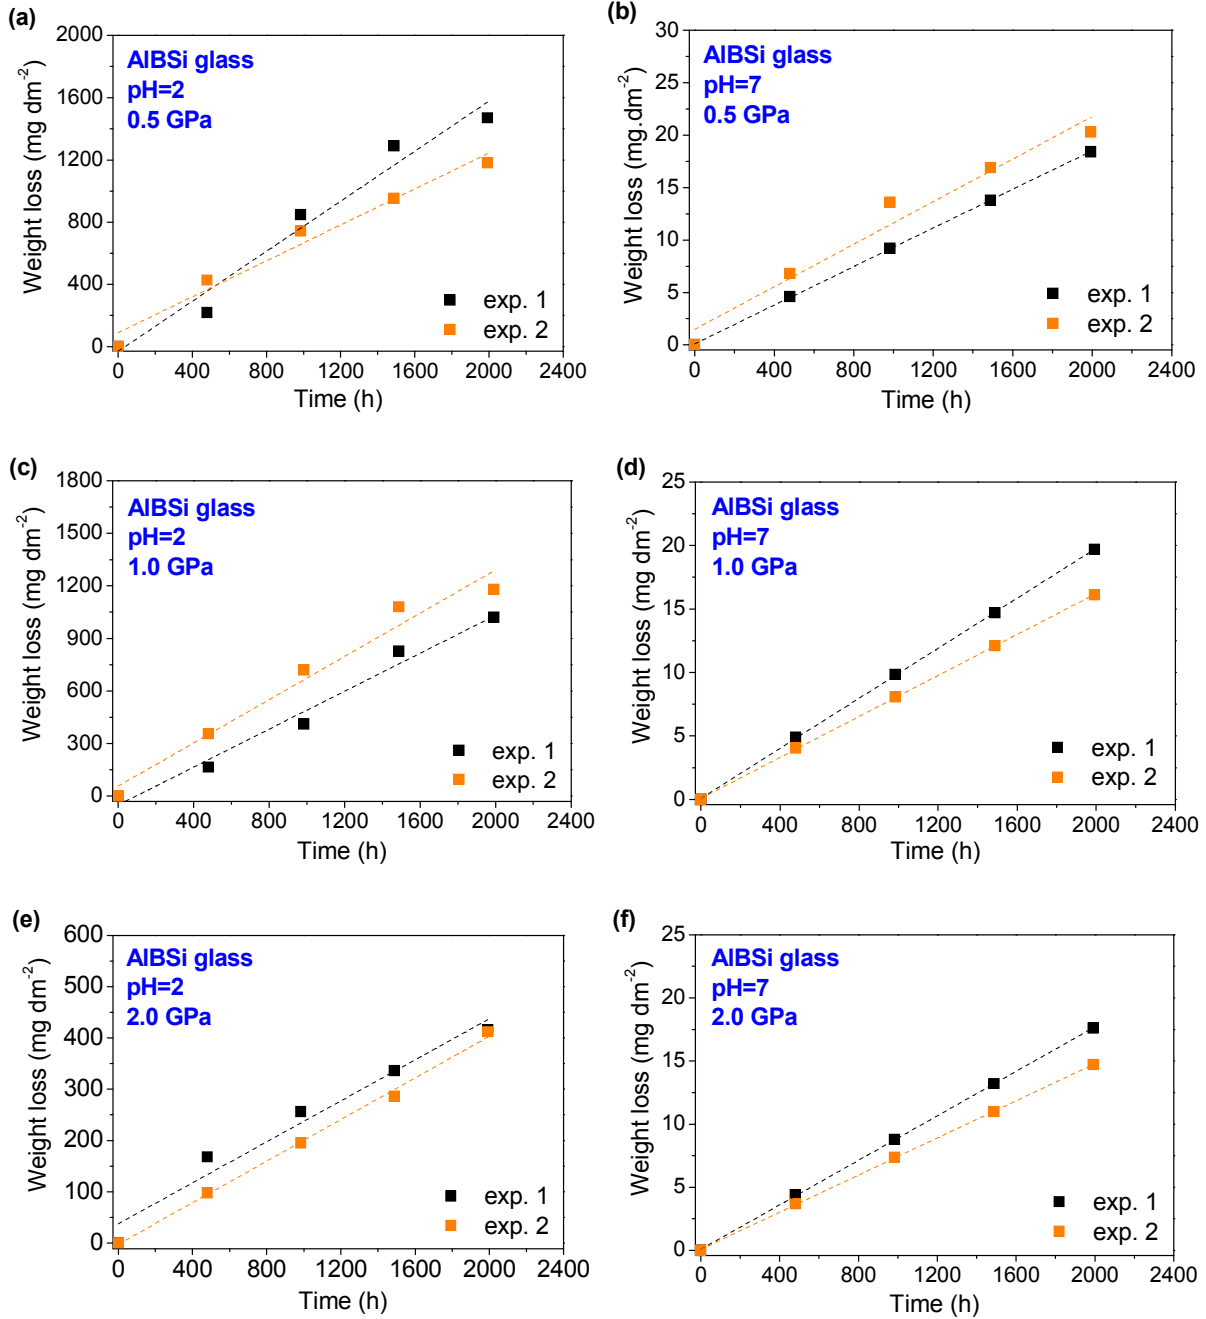 (a)
2000
1600
1200
800
400
0
Weight loss (mg dm-2)
AlBSi glass
pH=2
0.5 GPa
exp. 1
exp. 2
0 400 800 1200 1600 2000 2400
Time (h)
(b)
30
25
20
15
10
5
0
Weight loss (mg.dm-2)
AlBSi glass
pH=7
0.5 GPa
exp. 1
exp. 2
0 400 800 1200 1600 2000 2400
Time (h)
(c)
1800
1500
1200
900
600
300
0
Weight loss (mg dm-2)
AlBSi glass
pH=2
1.0 GPa
exp. 1
exp. 2
0 400 800 1200 1600 2000 2400
Time (h)
(d)
25
20
15
10
5
0
Weight loss (mg dm-2)
AlBSi glass
pH=7
1.0 GPa
exp. 1
exp. 2
0 400 800 1200 1600 2000 2400
Time (h)
(e)
600
500
400
300
200
100
0
Weight loss (mg dm-2)
AlBSi glass
pH=2
2.0 GPa
exp. 1
exp. 2
0 400 800 1200 1600 2000 2400
Time (h)
(f)
25
20
15
10
5
0
Weight loss (mg dm-2)
AlBSi glass
pH=7
2.0 GPa
exp. 1
exp. 2
0 400 800 1200 1600 2000 2400
Time (h)